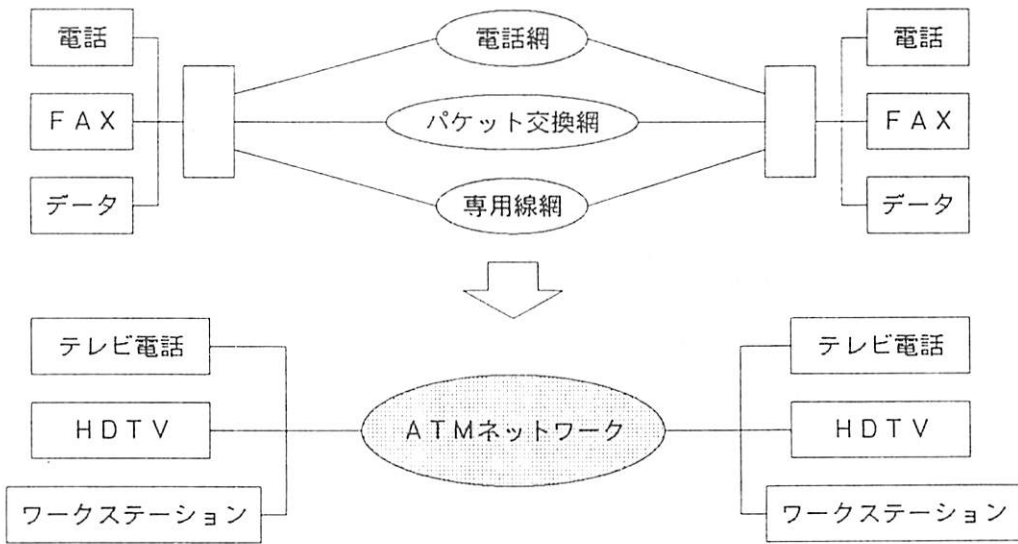 電話
電話網
電話
FAX
パケット交換網
FAX
データ
専用線網
データ
テレビ電話
テレビ電話
HDTV
ATMネットワーク
HDTV
ワークステーション
ワークステーション